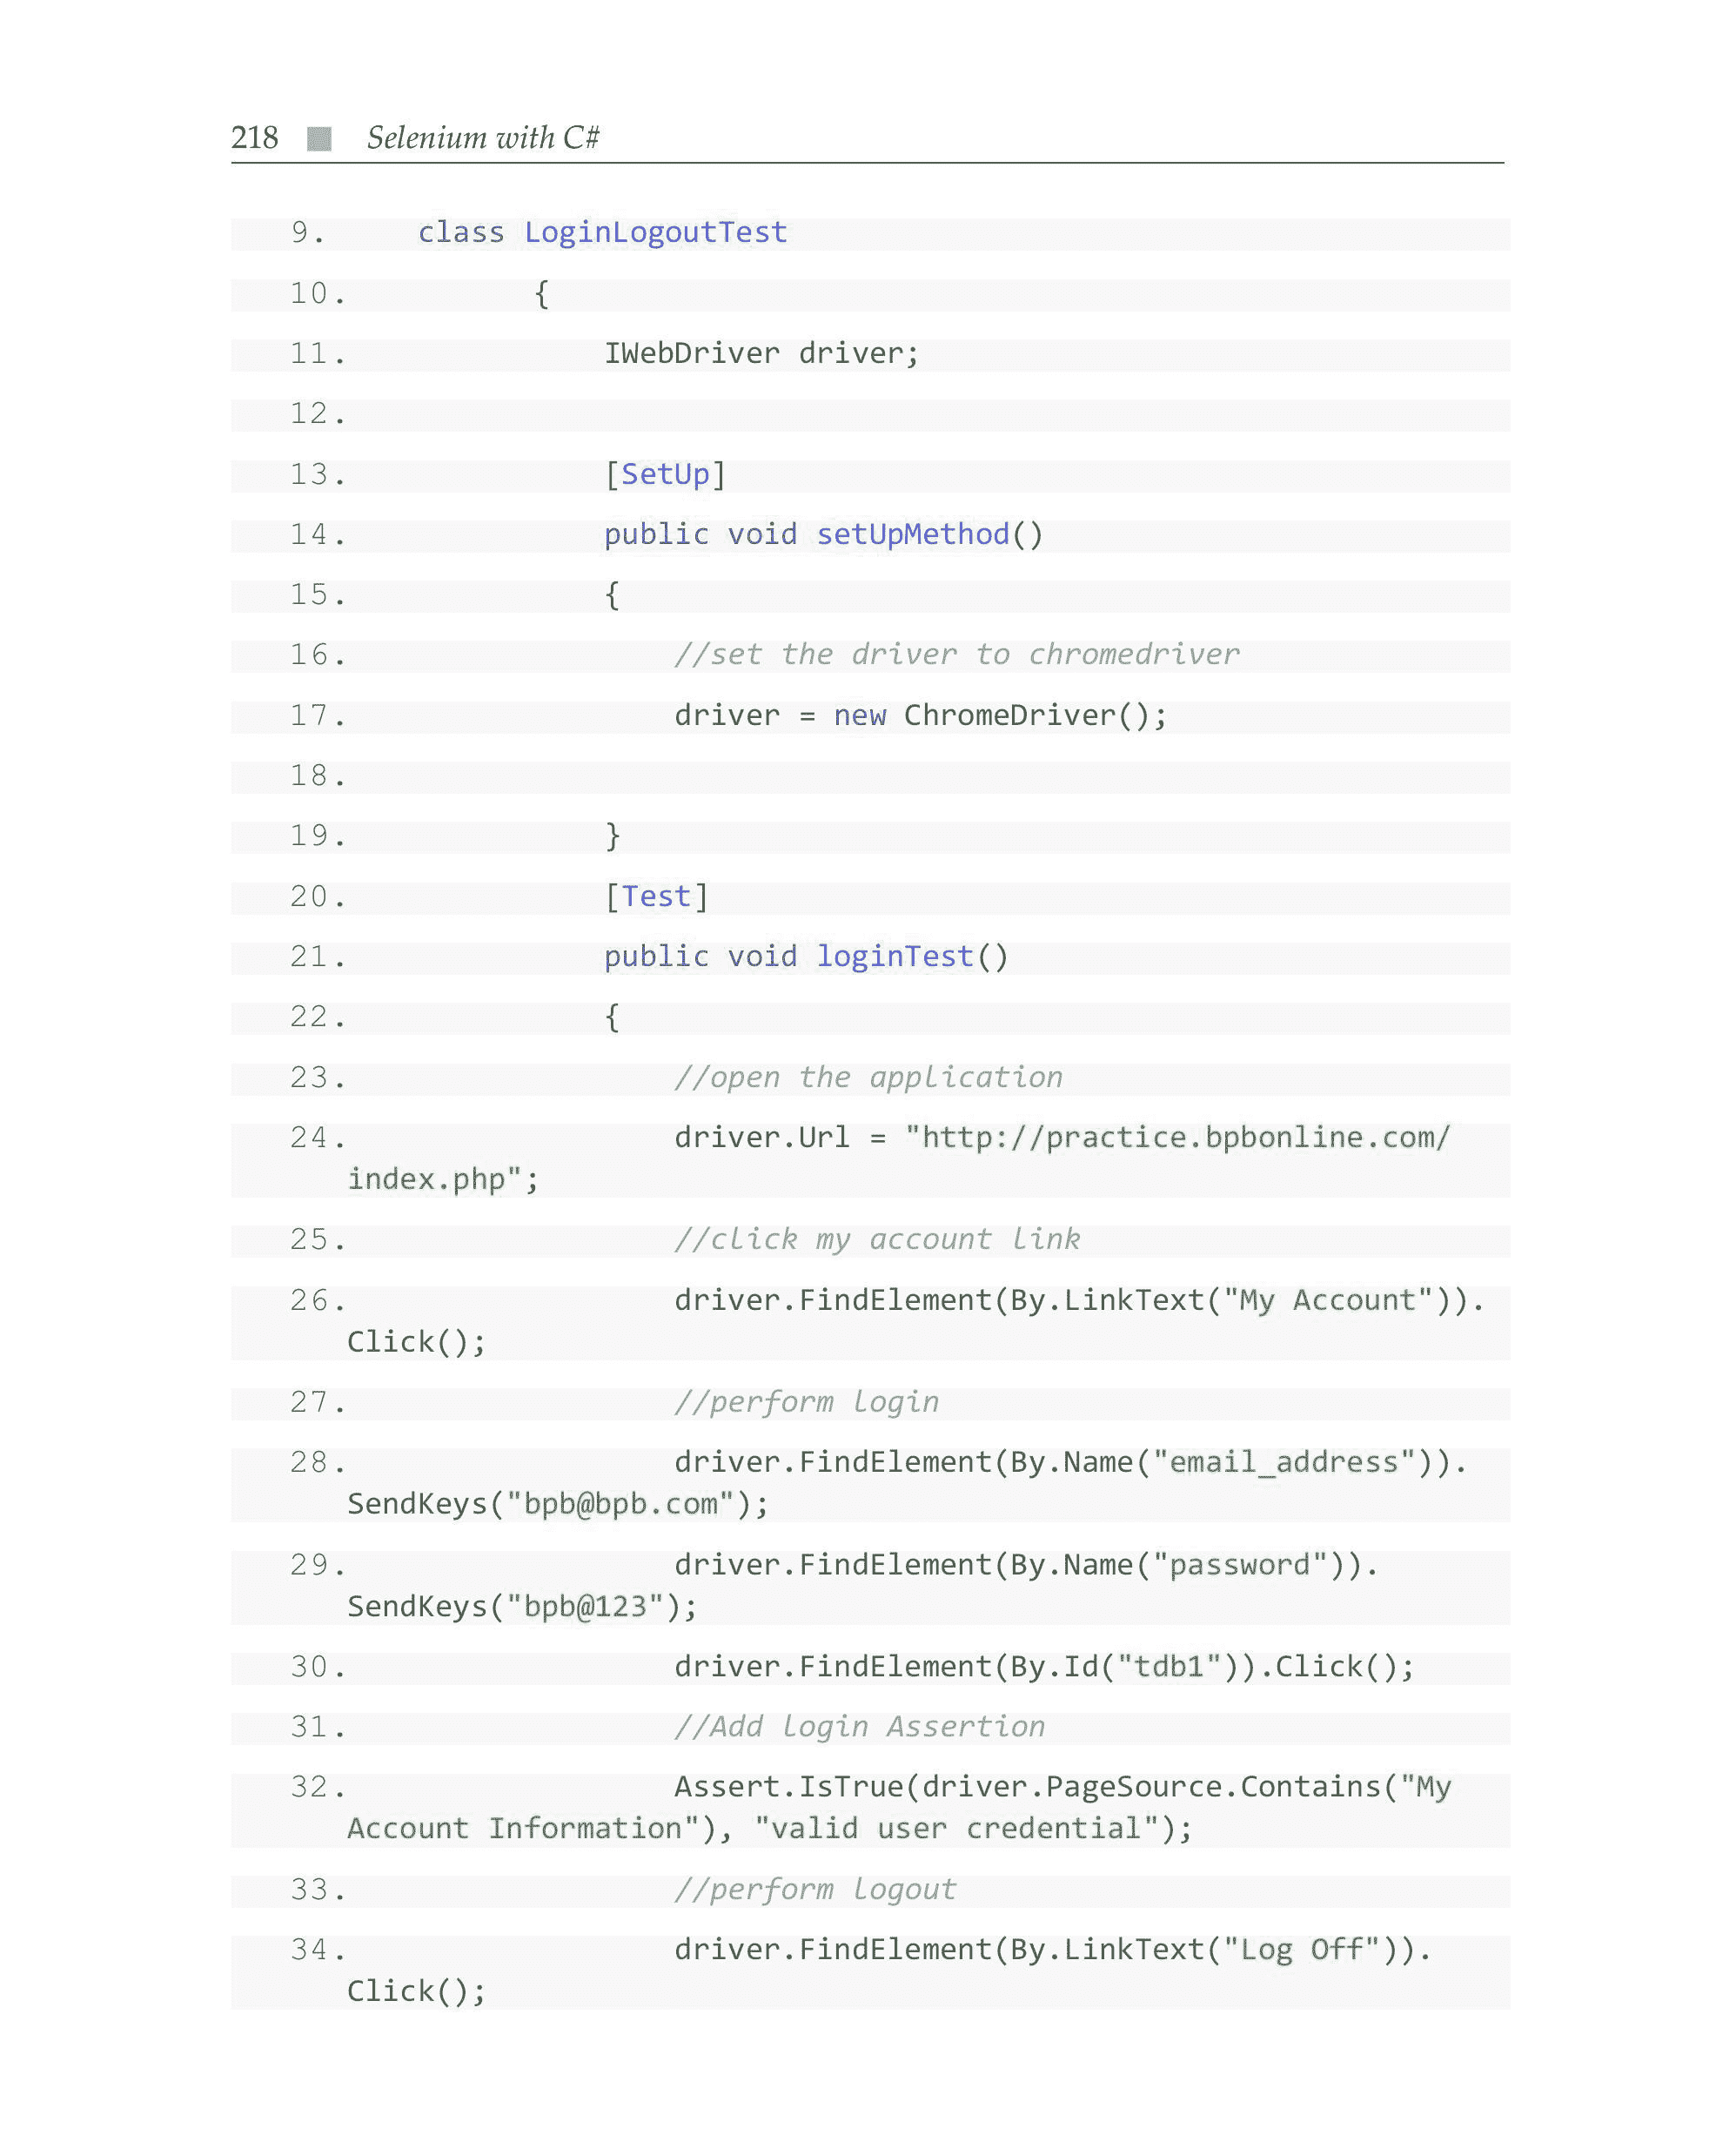 218 Selenium with C#
9. class LoginLogoutTest
10. {
11. IWebDriver driver;
12.
13. [SetUp]
14. public void setUpMethod()
15. {
16. //set the driver to chromedriver
17. driver = new ChromeDriver();
18.
19. }
20. [Test]
21. public void loginTest()
22. {
23. //open the application
24. driver.Url = "http://practice.bpbonline.com/
index.php";
25. //click my account link
26. driver.FindElement(By.LinkText("My Account")).
Click();
27. //perform login
28. driver.FindElement(By.Name("email_address")).
SendKeys("bpb@bpb.com");
29. driver.FindElement(By.Name("password")).
SendKeys("bpb@123");
30. driver.FindElement(By.Id("tdb1")).Click();
31. //Add login Assertion
32. Assert.IsTrue(driver.PageSource.Contains("My
Account Information"), "valid user credential");
33. //perform logout
34. driver.FindElement(By.LinkText("Log Off")).
Click();